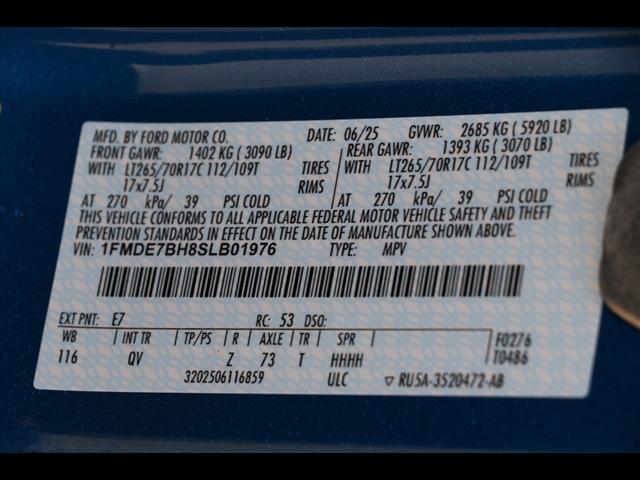 MFD. BY FORD MOTOR CO. DATE: 06/25 GVWR: 2685 KG ( 5920 LB)
FRONT GAWR: 1402 KG ( 3090 LB) REAR GAWR: 1393 KG ( 3070 LB)
WITH LT265/70R17C 112/109T TIRES WITH LT265/70R17C 112/109T TIRES
17x7.5J RIMS 17x7.5J RIMS
AT 270 kPa/ 39 PSI COLD AT 270 kPa/ 39 PSI COLD
THIS VEHICLE CONFORMS TO ALL APPLICABLE FEDERAL MOTOR VEHICLE SAFETY AND THEFT
PREVENTION STANDARDS IN EFFECT ON THE DATE OF MANUFACTURE SHOWN ABOVE.
VIN: 1FMDE7BH8SLB01976 TYPE: MPV
EXT PNT: E7 RC: 53 DSO:
WB INT TR TP/PS R AXLE TR SPR F0276
116 QV Z 73 T HHHH T0486
3202506116859 ULC ▽ RU5A-3520472-AB